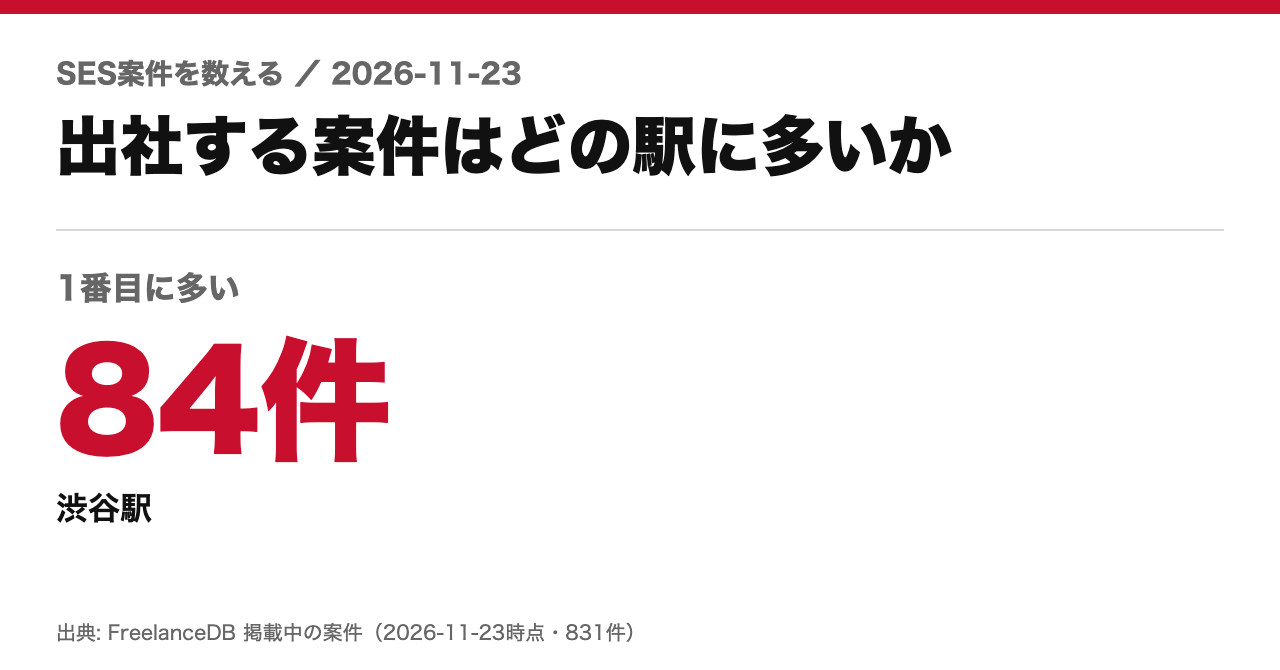 SES案件を数える ／ 2026-11-23
出社する案件はどの駅に多いか
1番目に多い
84件
渋谷駅
出典: FreelanceDB 掲載中の案件（2026-11-23時点・831件）